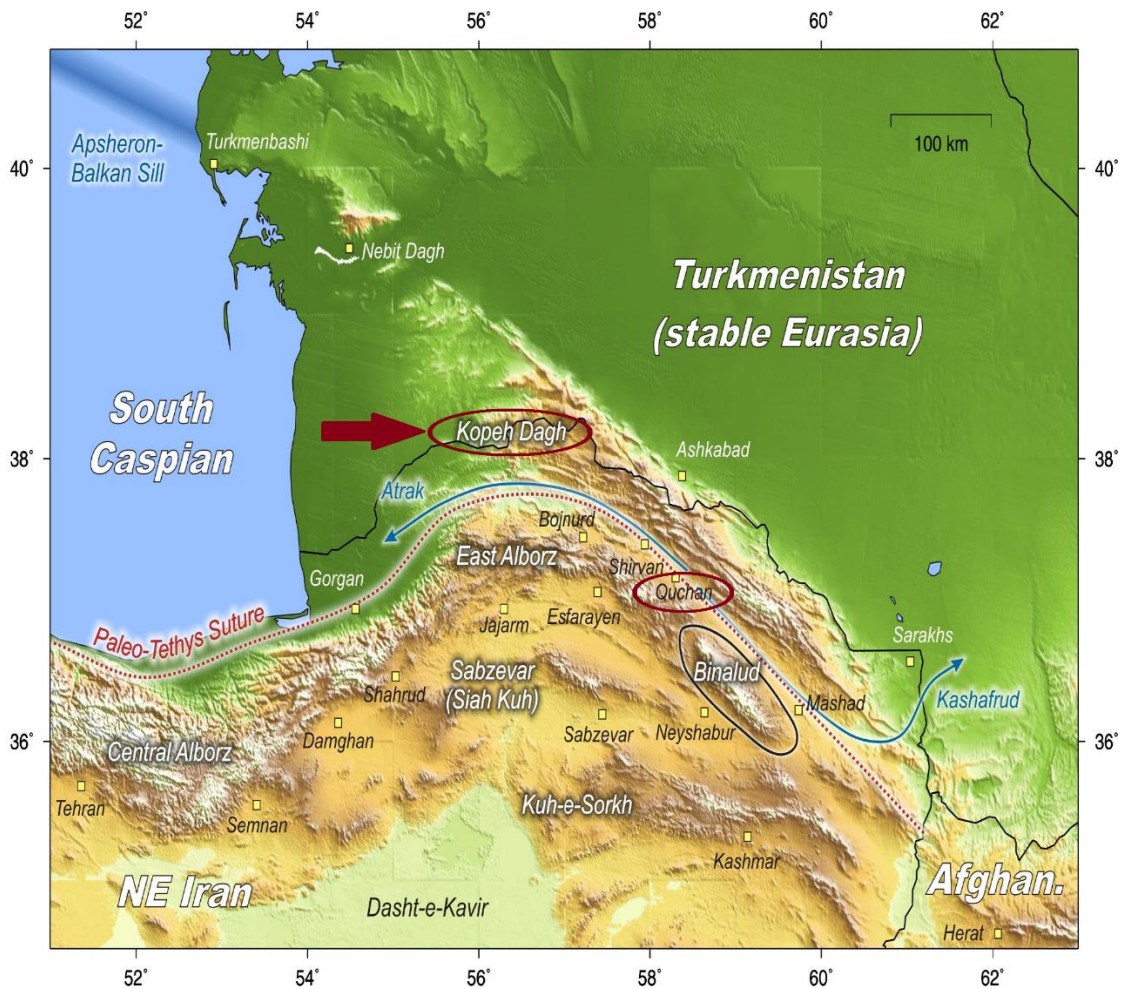 52°
54°
56°
58°
60°
62°
Apsheron-
Balkan Sill
Turkmenbashi
100 km
40°
40°
Nebit Dagh
Turkmenistan
(stable Eurasia)
South
Caspian
Kopeh Dagh
Ashkabad
38°
38°
Atrak
Bojnurd
East Alborz
Shirvan
Gorgan
Quchan
Jajarm
Esfarayen
Paleo-Tethys Suture
Sarakhs
Sabzevar
(Siah Kuh)
Binalud
Shahrud
Mashad
Kashafrud
Damghan
Sabzevar
Neyshabur
36°
36°
Central Alborz
Tehran
Semnan
Kuh-e-Sorkh
Kashmar
NE Iran
Dasht-e-Kavir
Afghan.
Herat
52°
54°
56°
58°
60°
62°